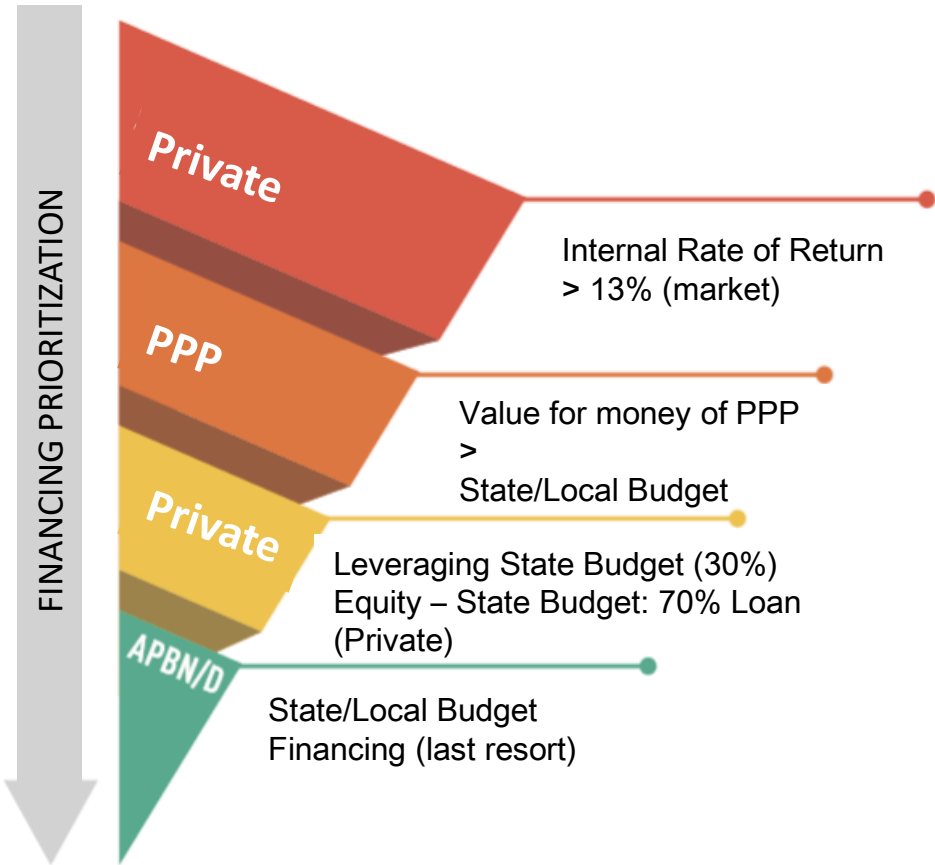 FINANCING PRIORITIZATION
Private
Internal Rate of Return
> 13% (market)
PPP
Value for money of PPP
>
State/Local Budget
Private
Leveraging State Budget (30%)
Equity – State Budget: 70% Loan
(Private)
APBN/D
State/Local Budget
Financing (last resort)